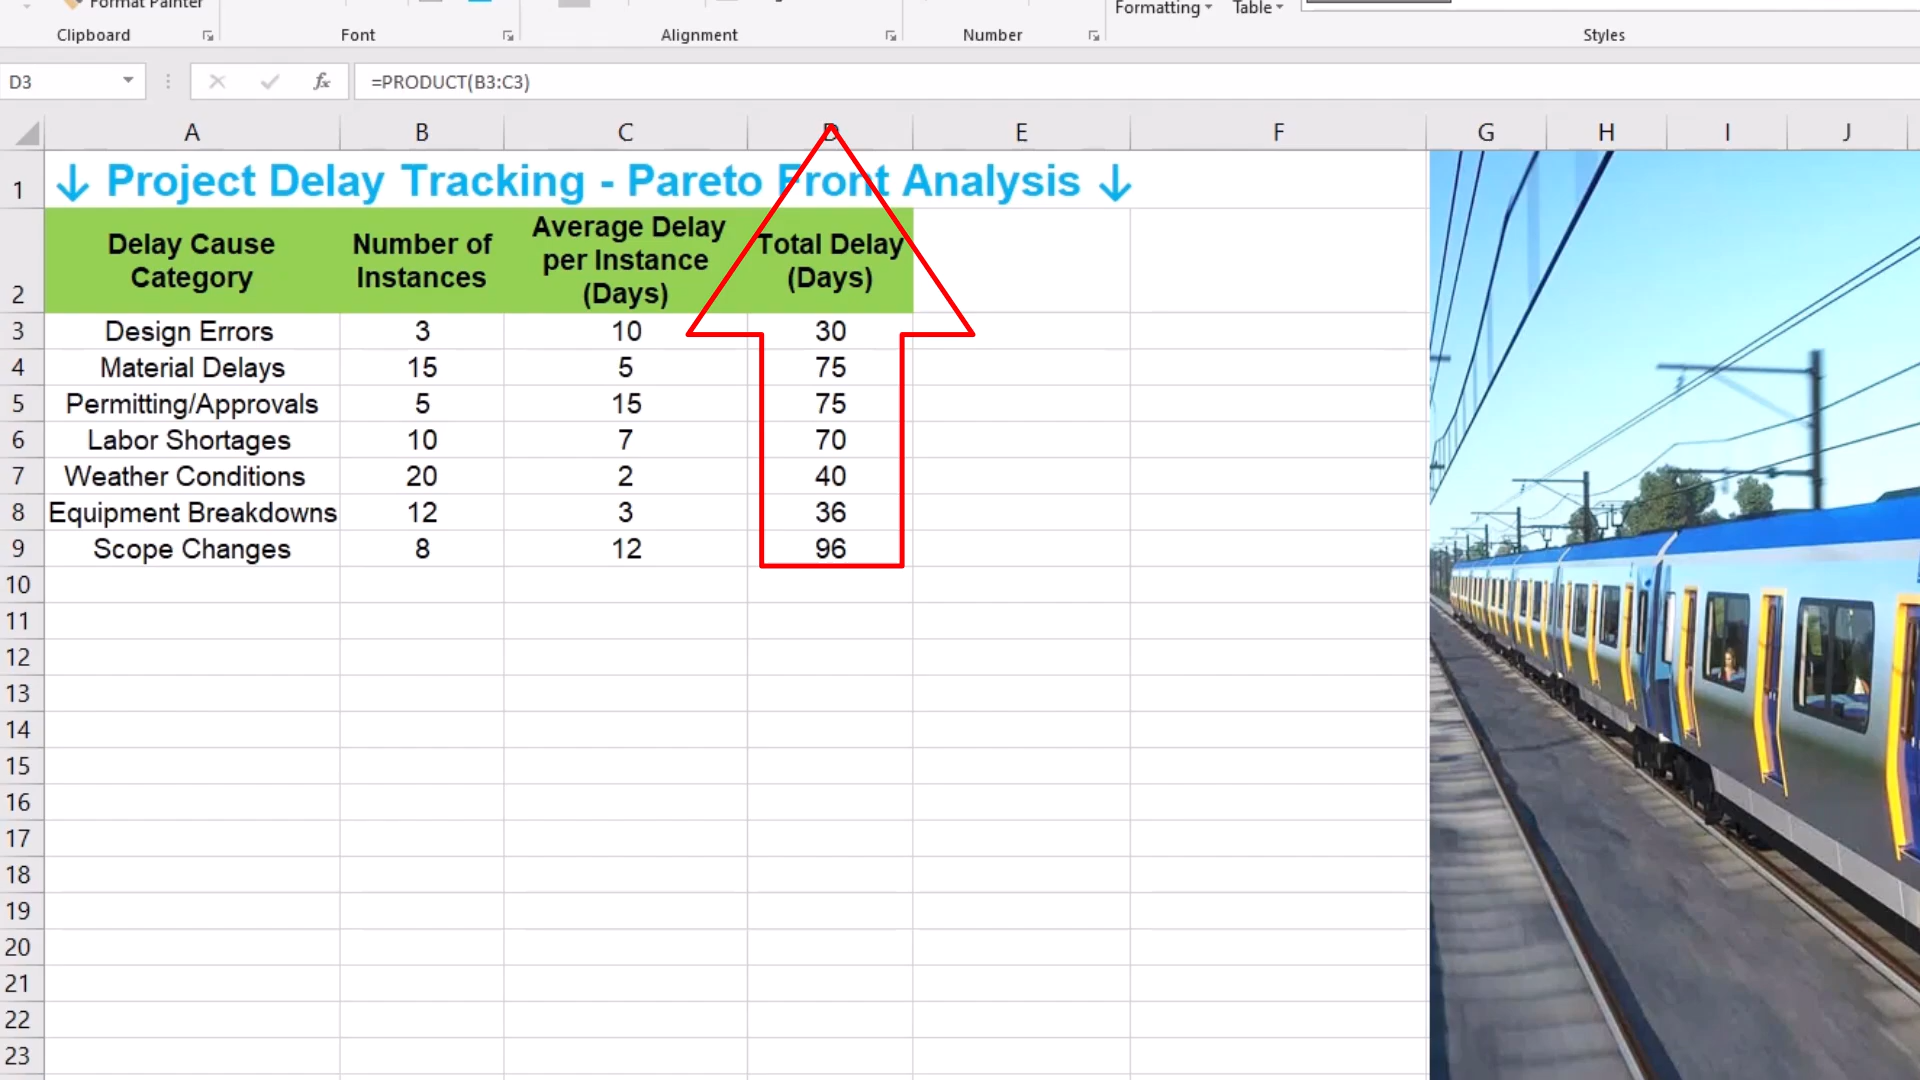 Format Painter
Formatting Table
Clipboard Font Alignment Number Styles
D3 fx =PRODUCT(B3:C3)
A B C D E F G H I J
1 ↓ Project Delay Tracking - Pareto Front Analysis ↓
2 Delay Cause Category Number of Instances Average Delay per Instance (Days) Total Delay (Days)
3 Design Errors 3 10 30
4 Material Delays 15 5 75
5 Permitting/Approvals 5 15 75
6 Labor Shortages 10 7 70
7 Weather Conditions 20 2 40
8 Equipment Breakdowns 12 3 36
9 Scope Changes 8 12 96
10
11
12
13
14
15
16
17
18
19
20
21
22
23